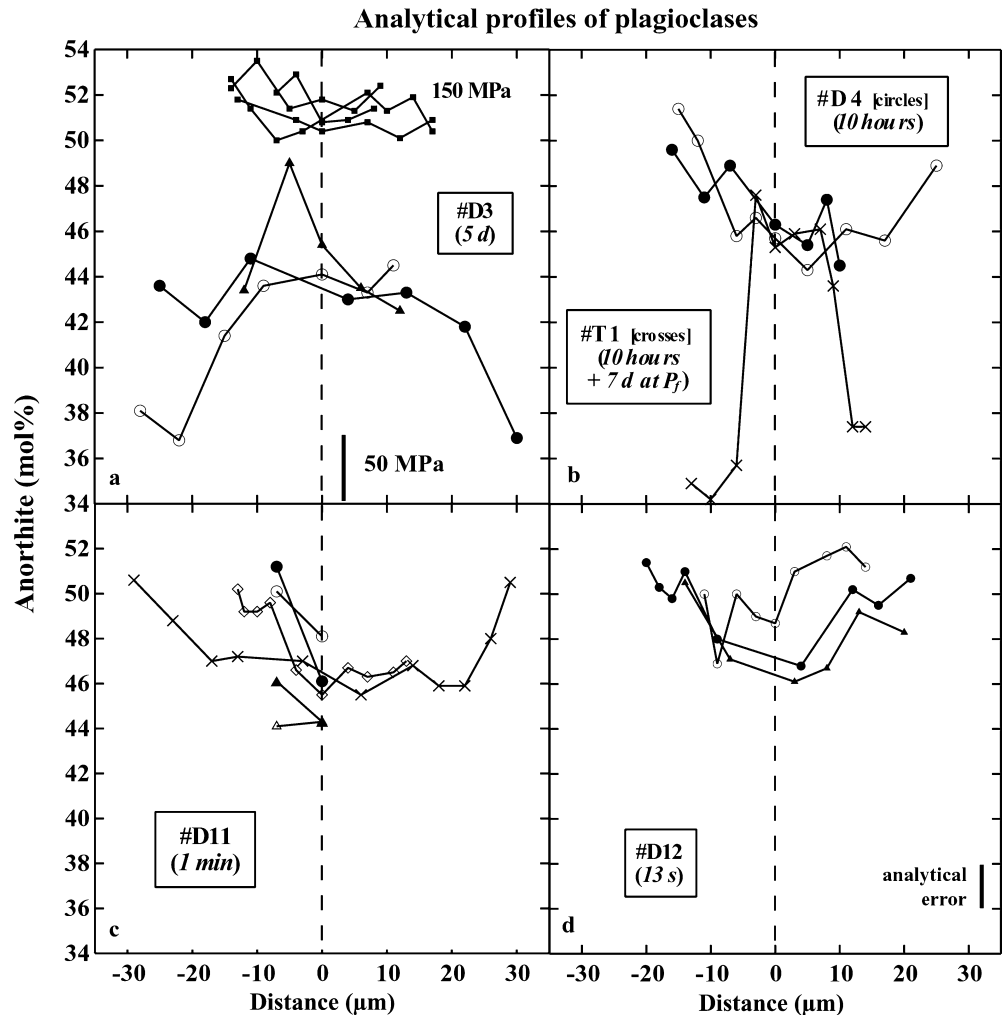 Analytical profiles of plagioclases
Anorthite (mol%)
54
52
50
48
46
44
42
40
38
36
34
150 MPa
#D3
(5 d)
50 MPa
a
#D4 [circles]
(10 hours)
#T1 [crosses]
(10 hours
+ 7 d at Pf)
b
52
50
48
46
44
42
40
38
36
34
#D11
(1 min)
c
#D12
(13 s)
analytical
error
d
-30 -20 -10 0 10 20 30
-30 -20 -10 0 10 20 30
Distance (µm)
Distance (µm)